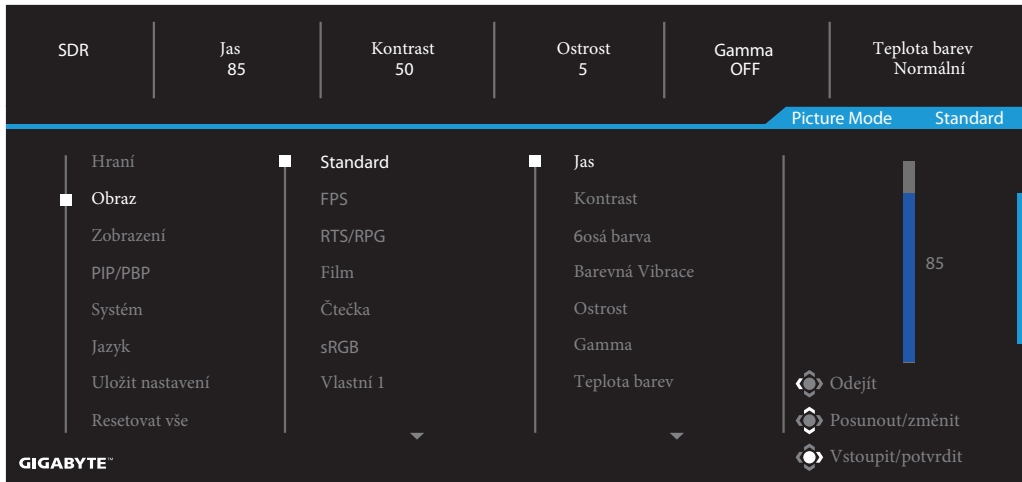 SDR
Jas
85
Kontrast
50
Ostrost
5
Gamma
OFF
Teplota barev
Normální
Picture Mode Standard
Hraní
Obraz
Zobrazení
PIP/PBP
Systém
Jazyk
Uložit nastavení
Resetovat vše
Standard
FPS
RTS/RPG
Film
Čtečka
sRGB
Vlastní 1
Jas
Kontrast
6osá barva
Barevná Vibrace
Ostrost
Gamma
Teplota barev
85
Odejít
Posunout/změnit
Vstoupit/potvrdit
GIGABYTE™